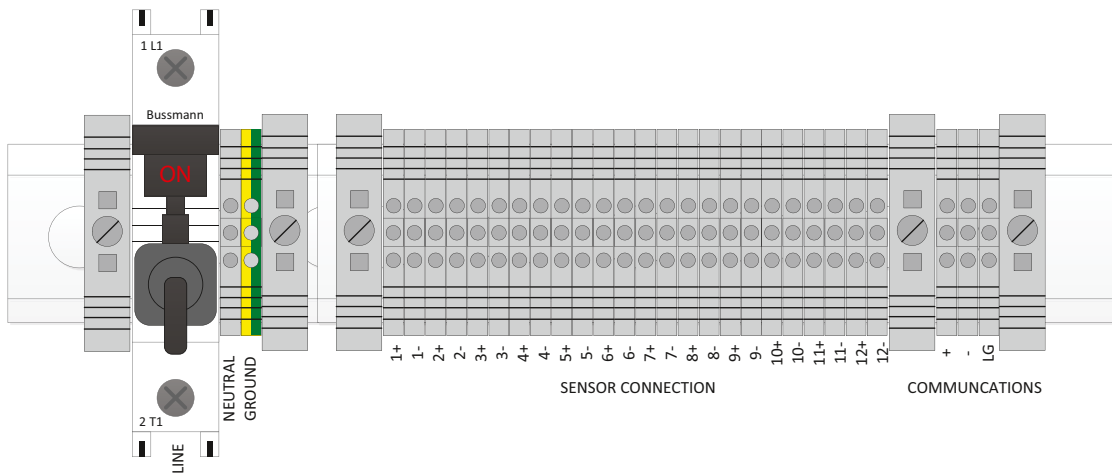 1 L1
Bussmann
ON
2 T1
LINE
NEUTRAL
GROUND
1+ 1- 2+ 2- 3+ 3- 4+ 4- 5+ 5- 6+ 6- 7+ 7- 8+ 8- 9+ 9- 10+ 10- 11+ 11- 12+ 12-
SENSOR CONNECTION
+ - LG
COMMUNCATIONS